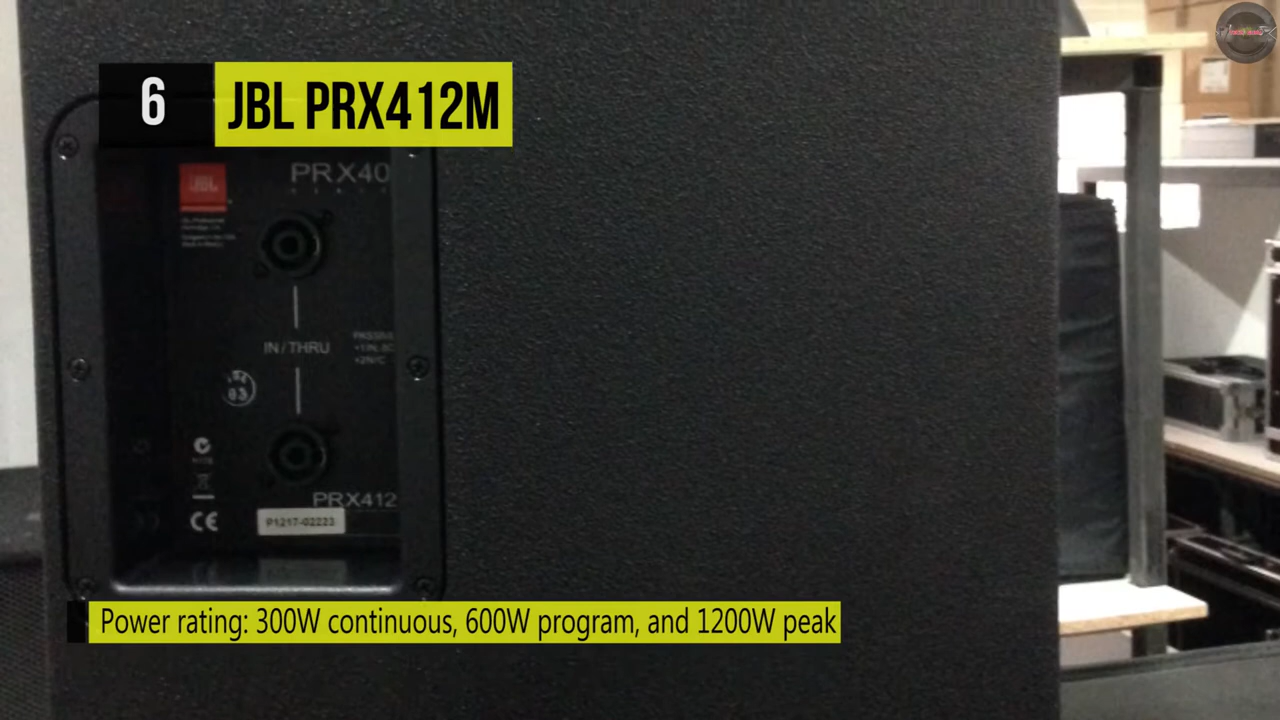 6
JBL PRX412M
JBL
PRX40
IN/THRU
PRX412
P1217-02223
CE
Power rating: 300W continuous, 600W program, and 1200W peak